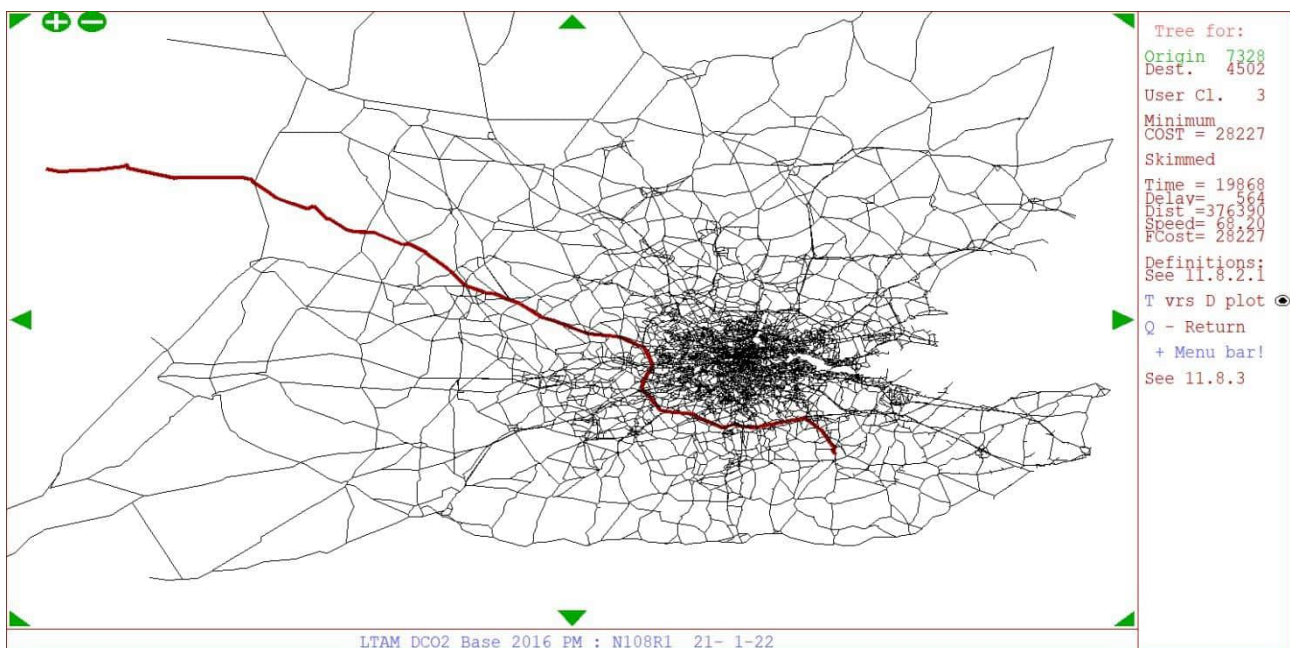 Tree for:
Origin 7328
Dest. 4502
User Cl. 3
Minimum
COST = 28227
Skimmed
Time = 19868
Delay= 564
Dist =376390
Speed= 68.20
FCost= 28227
Definitions:
See 11.8.2.1
T vrs D plot
Q - Return
+ Menu bar!
See 11.8.3
LTAM DCO2 Base 2016 PM : N108R1 21- 1-22